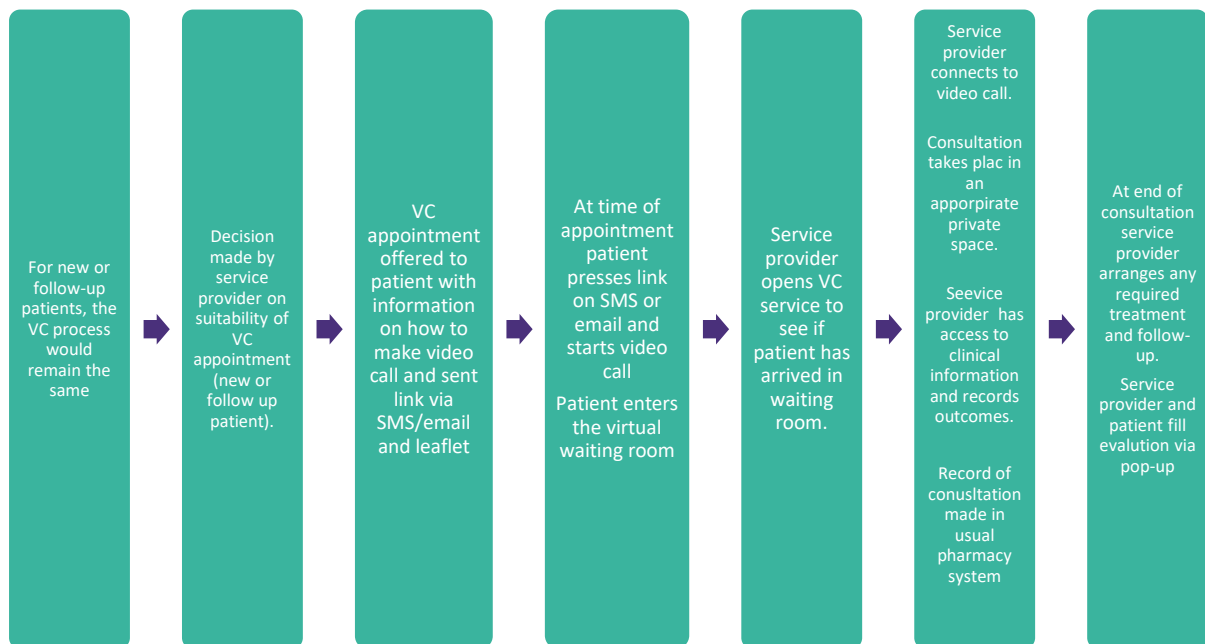 For new or
follow-up
patients, the
VC process
would
remain the
same
Decision
made by
service
provider on
suitability of
VC
appointment
(new or
follow up
patient).
VC
appointment
offered to
patient with
information
on how to
make video
call and sent
link via
SMS/email
and leaflet
At time of
appointment
patient
presses link
on SMS or
email and
starts video
call
Patient enters
the virtual
waiting room
Service
provider
opens VC
service to
see if
patient has
arrived in
waiting
room.
Service
provider
connects to
video call.
Consultation
takes plac in
an
apporpirate
private
space.
Seevice
provider has
access to
clinical
information
and records
outcomes.
Record of
conusltation
made in
usual
pharmacy
system
At end of
consultation
service
provider
arranges any
required
treatment
and follow-
up.
Service
provider and
patient fill
evalution via
pop-up